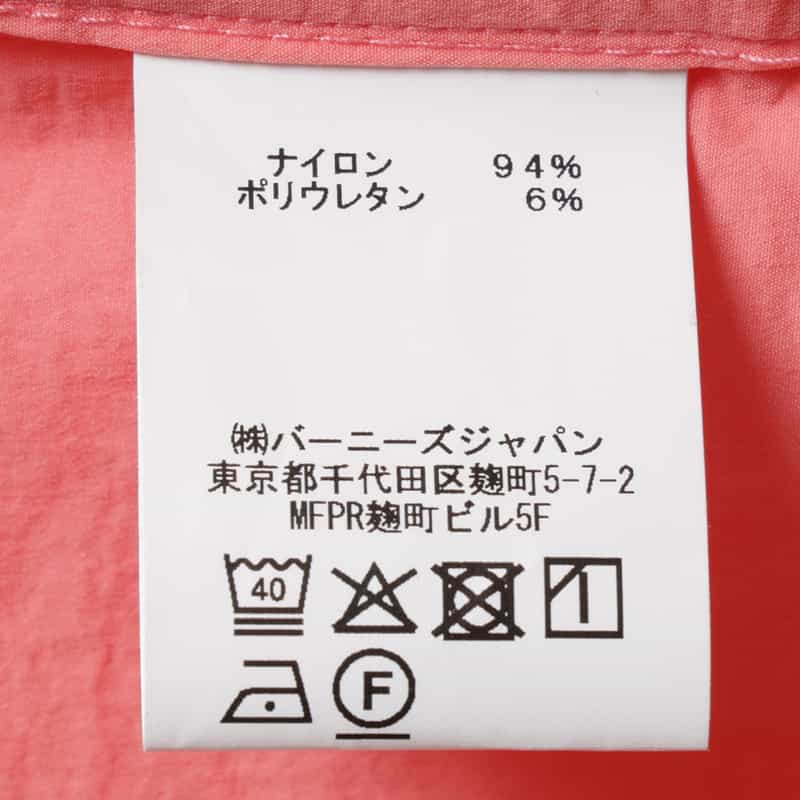 ナイロン 94%
ポリウレタン 6%
㈱バーニーズジャパン
東京都千代田区麹町5-7-2
MFPR麹町ビル5F
40
F